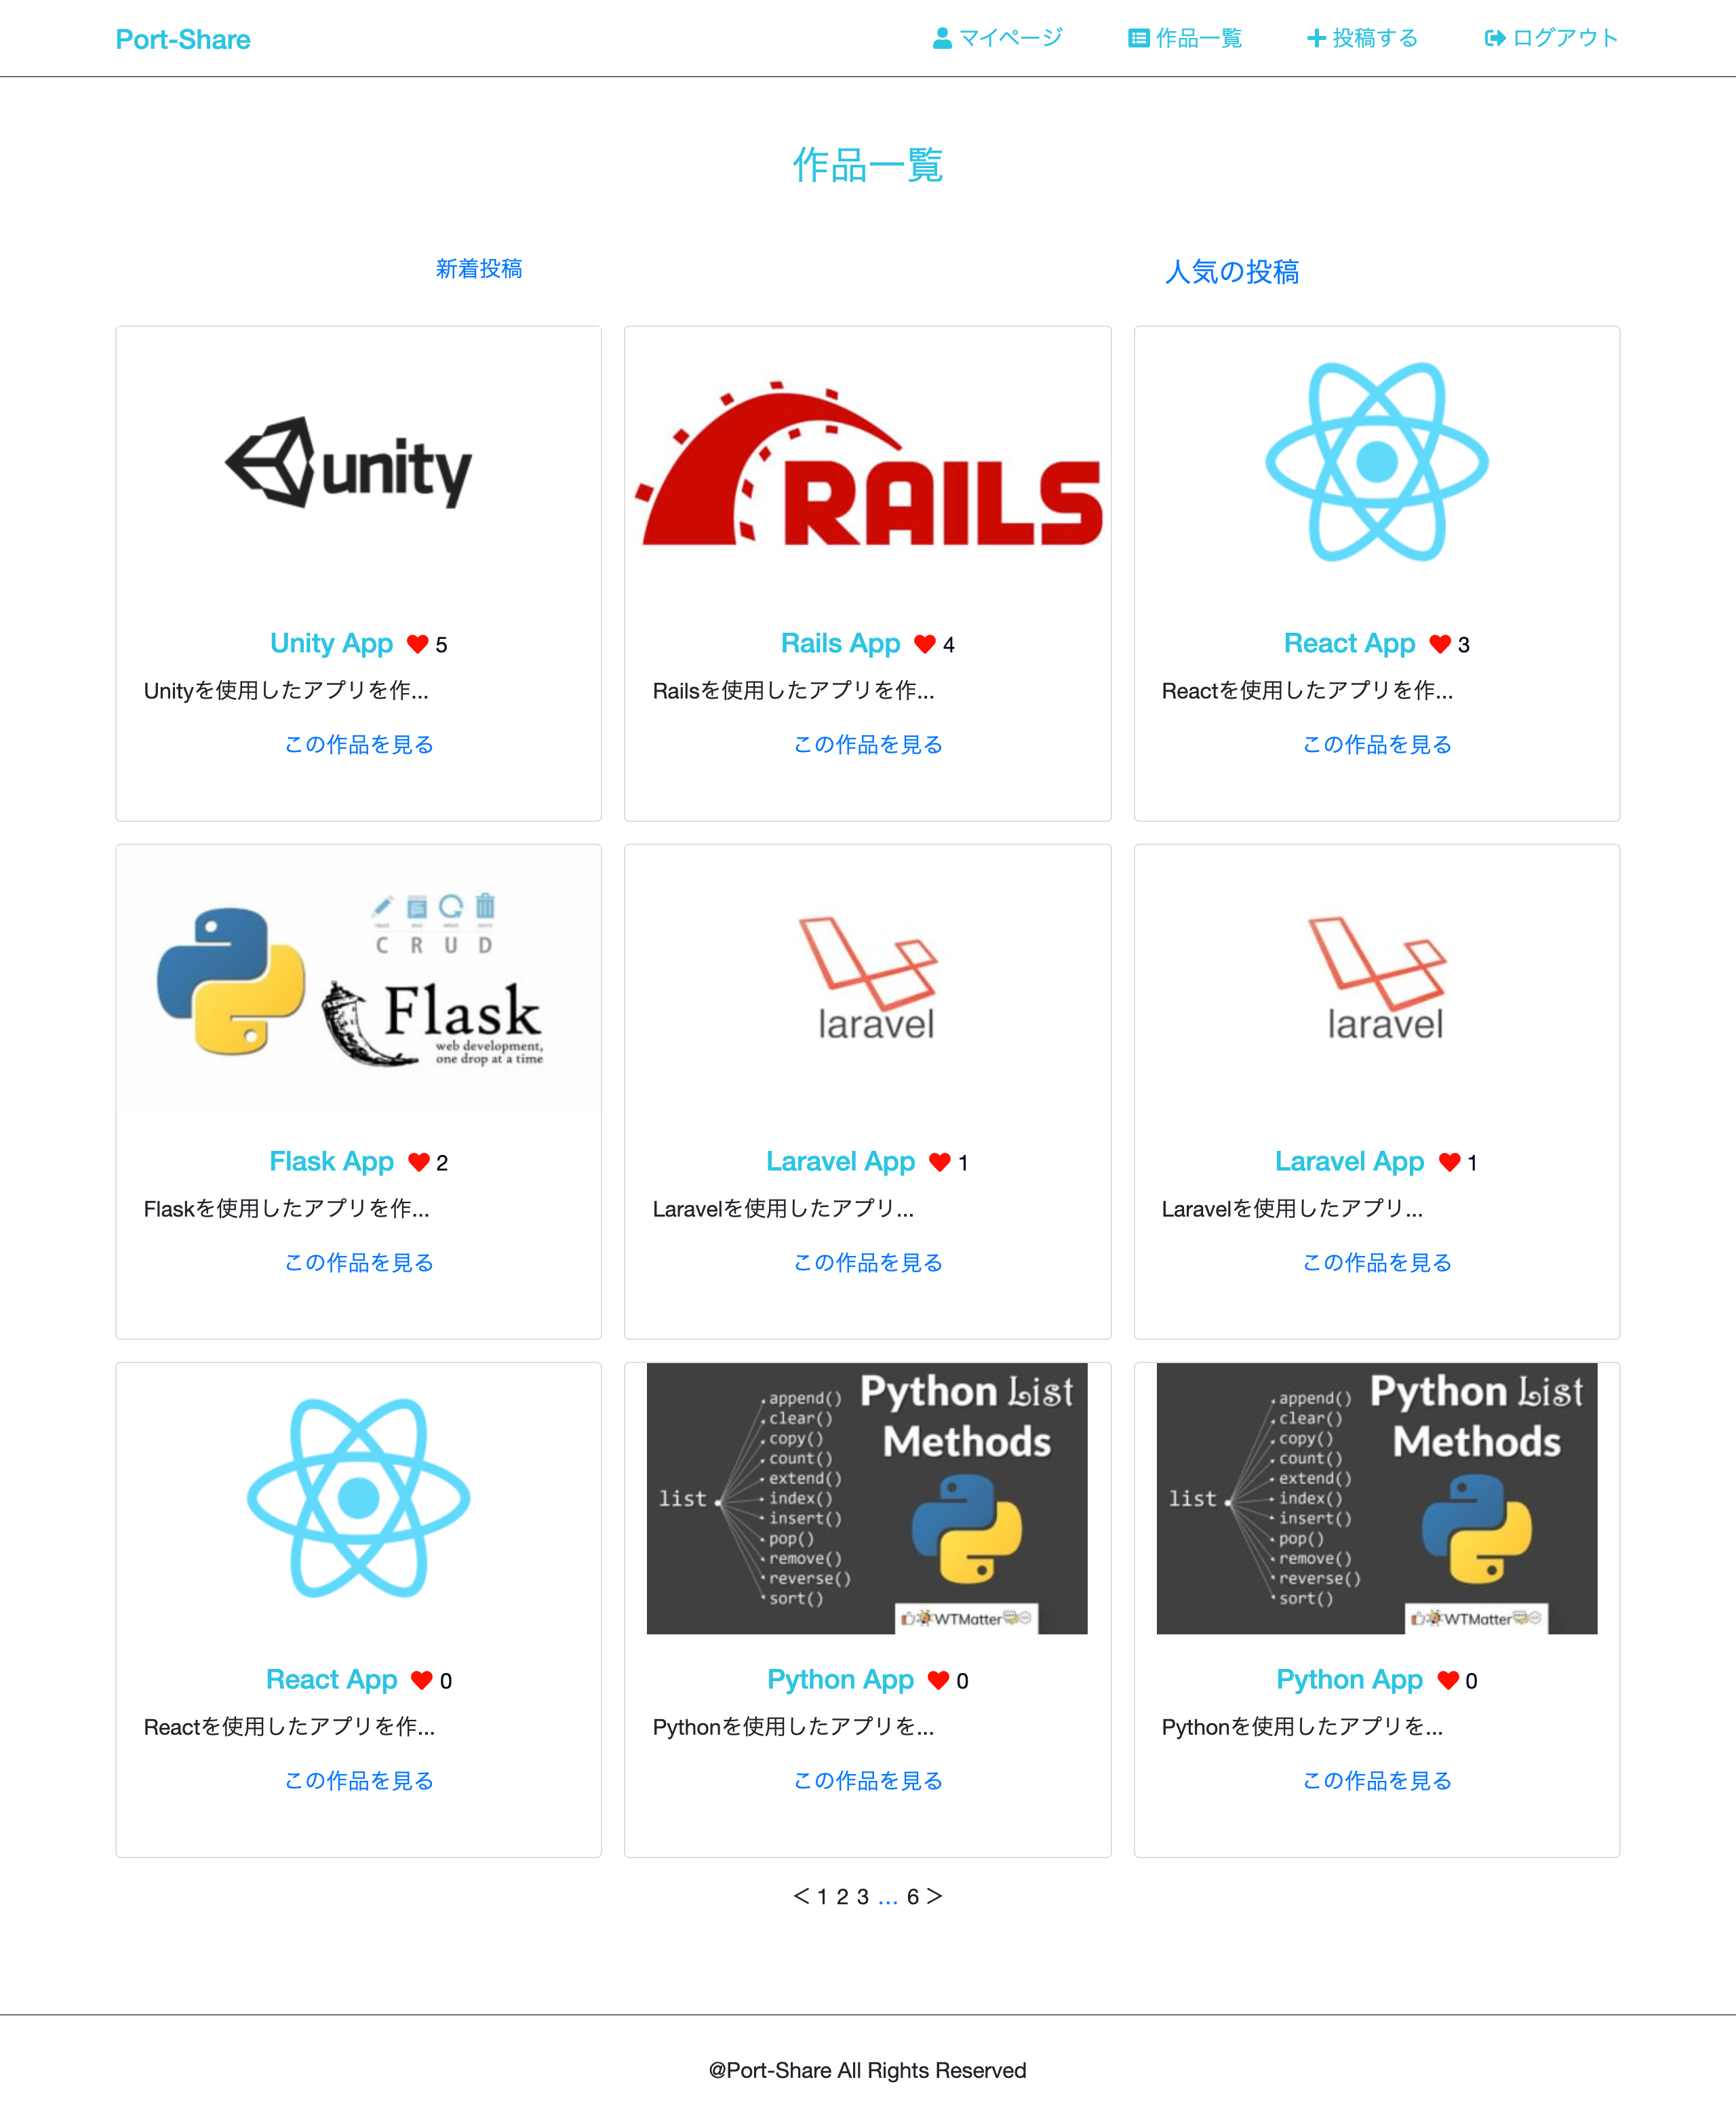 Port-Share
マイページ 作品一覧 投稿する ログアウト
作品一覧
新着投稿 人気の投稿
unity
RAILS
Unity App 5
Rails App 4
React App 3
Unityを使用したアプリを作...
Railsを使用したアプリを作...
Reactを使用したアプリを作...
この作品を見る
この作品を見る
この作品を見る
C R U D
Flask
web development,
one drop at a time
laravel
laravel
Flask App 2
Laravel App 1
Laravel App 1
Flaskを使用したアプリを作...
Laravelを使用したアプリ...
Laravelを使用したアプリ...
この作品を見る
この作品を見る
この作品を見る
Python List
Methods
list
append()
clear()
copy()
count()
extend()
index()
insert()
pop()
remove()
reverse()
sort()
WTMatter
Python List
Methods
list
append()
clear()
copy()
count()
extend()
index()
insert()
pop()
remove()
reverse()
sort()
WTMatter
React App 0
Python App 0
Python App 0
Reactを使用したアプリを作...
Pythonを使用したアプリを...
Pythonを使用したアプリを...
この作品を見る
この作品を見る
この作品を見る
< 1 2 3 ... 6 >
@Port-Share All Rights Reserved